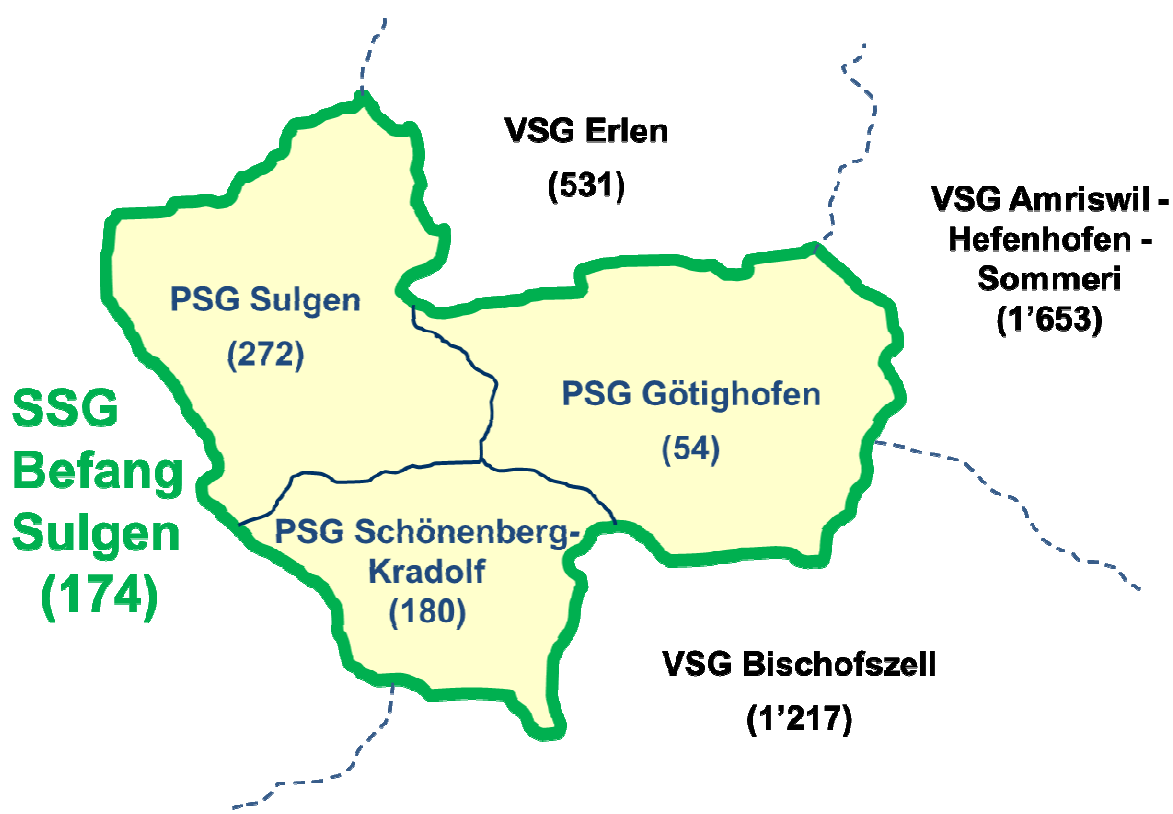 VSG Erlen
(531)
VSG Amriswil -
Hefenhofen -
Sommeri
(1’653)
PSG Sulgen
(272)
PSG Götighofen
(54)
SSG
Befang
Sulgen
(174)
PSG Schönenberg-
Kradolf
(180)
VSG Bischofszell
(1’217)